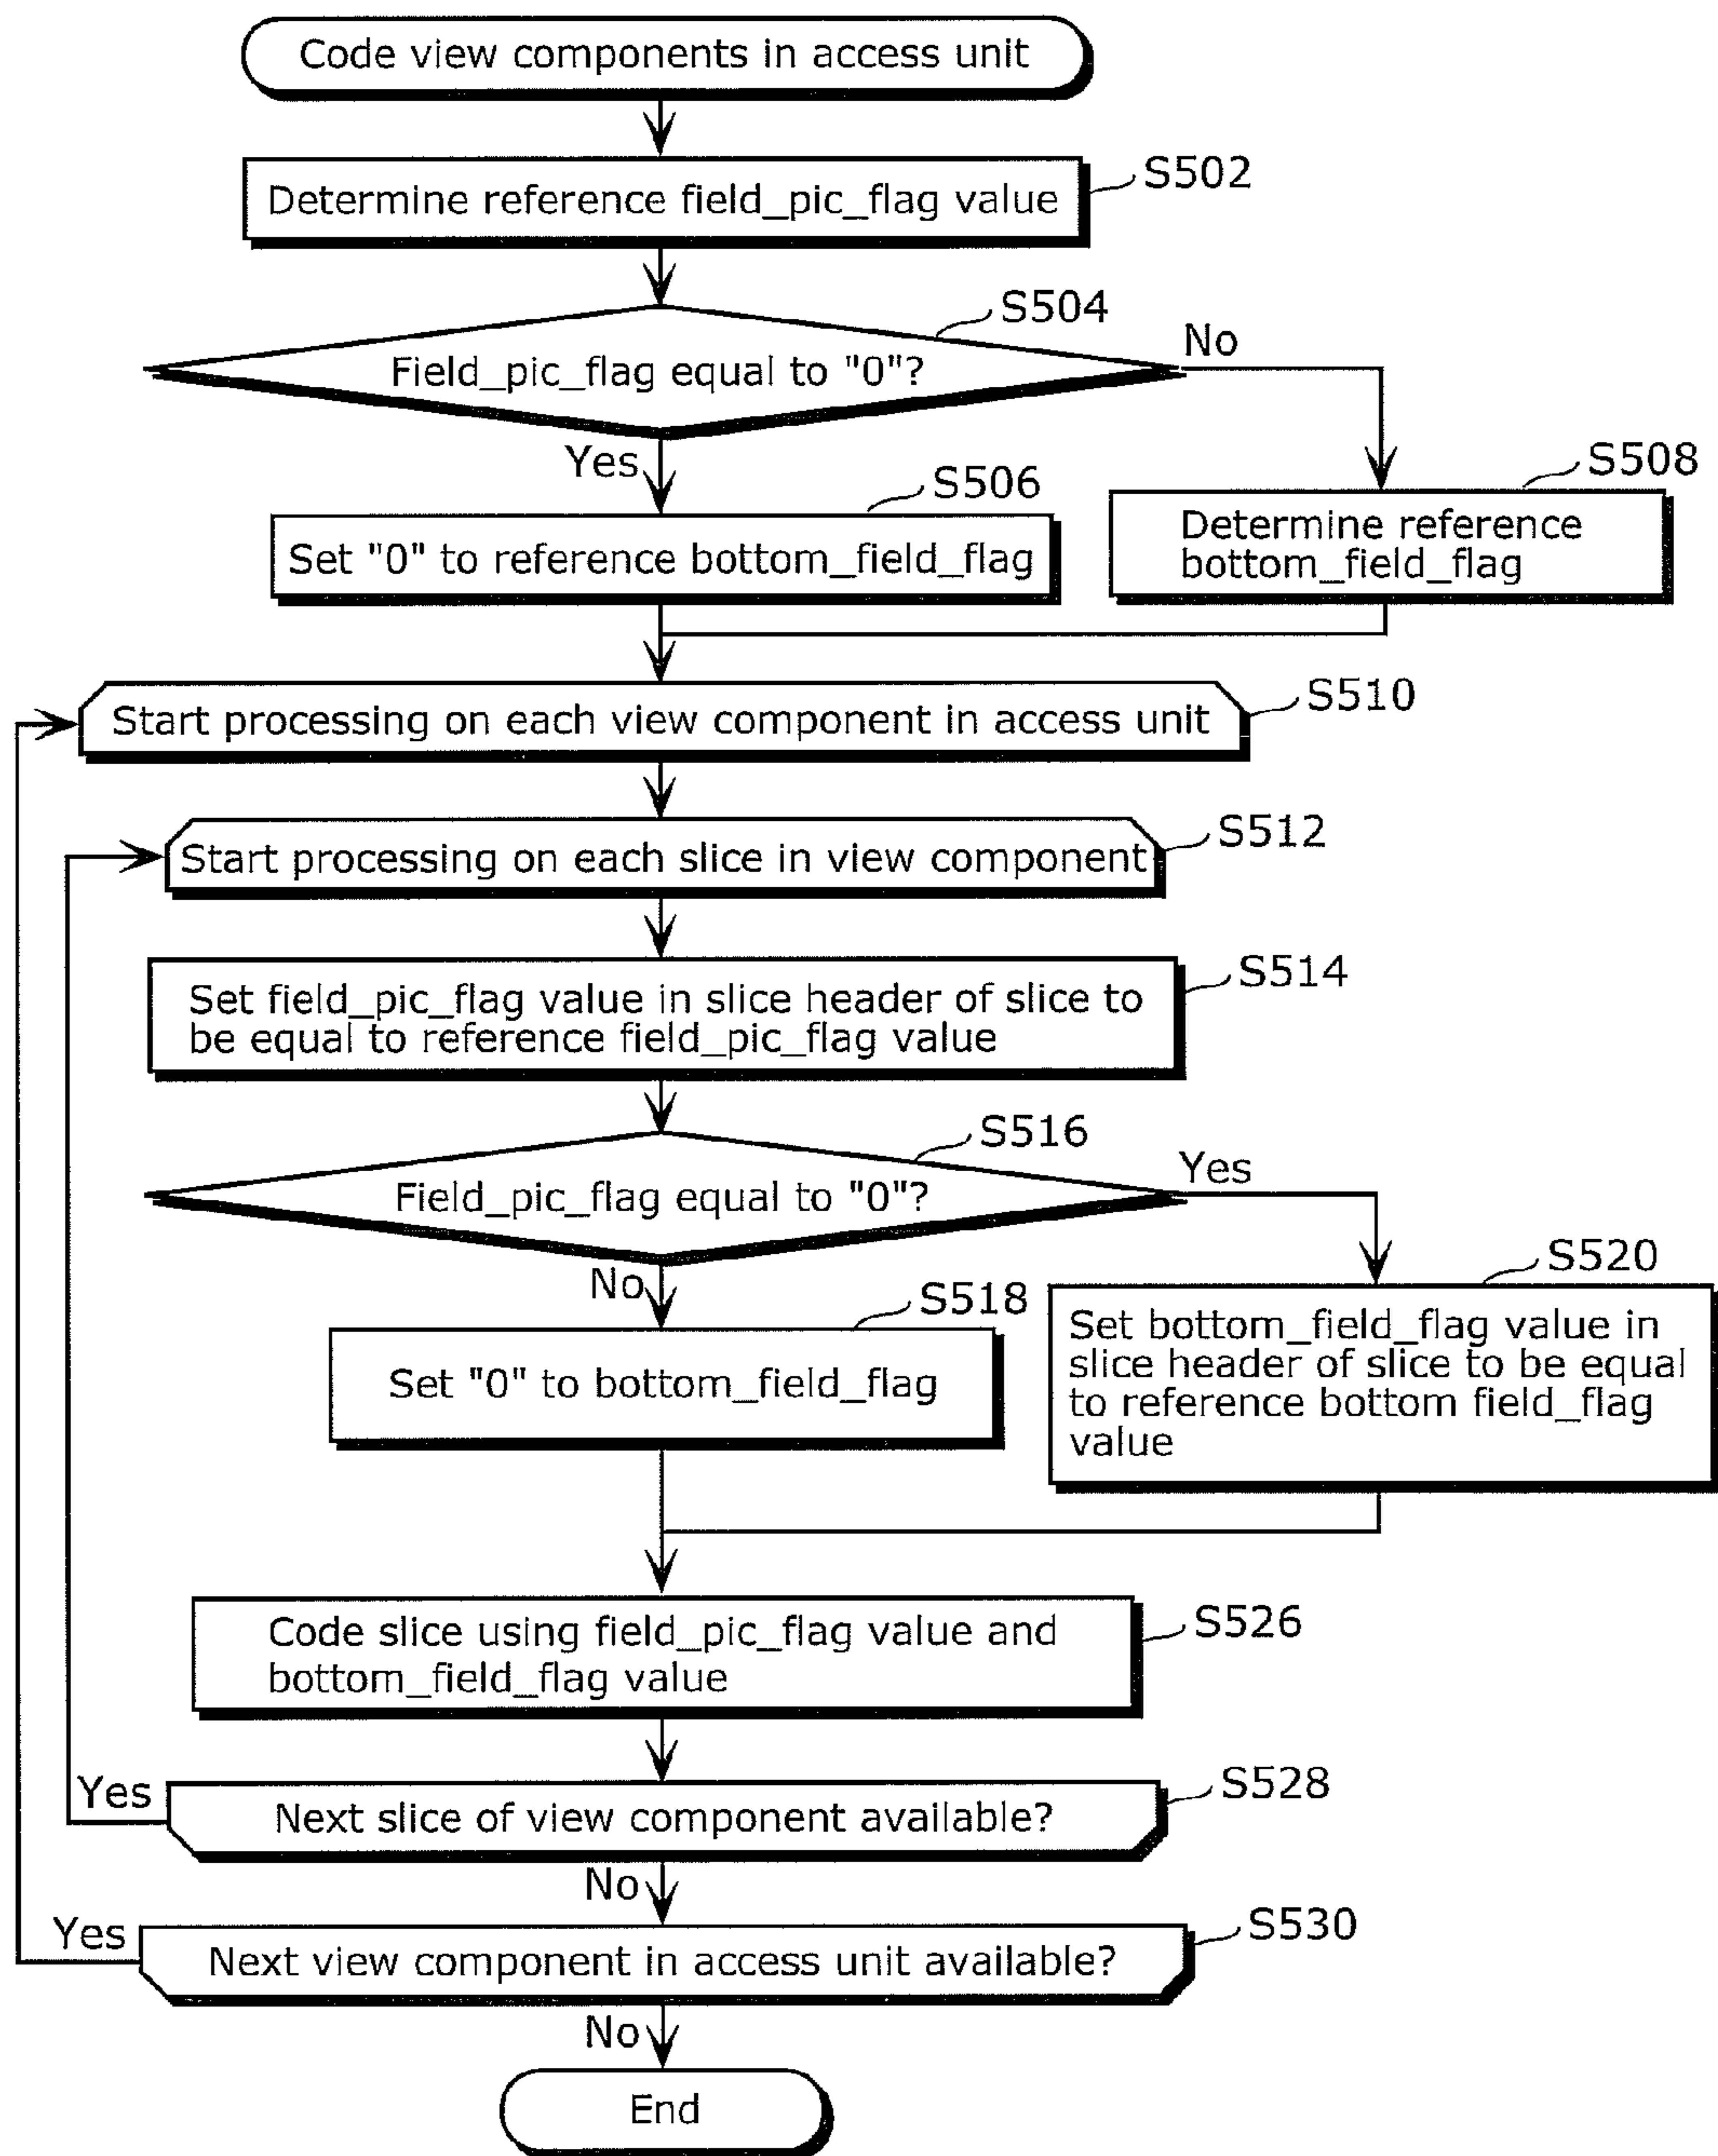 Code view components in access unit
S502
Determine reference field_pic_flag value
S504
Field_pic_flag equal to "0"?
No
Yes
S506
Set "0" to reference bottom_field_flag
S508
Determine reference
bottom_field_flag
S510
Start processing on each view component in access unit
S512
Start processing on each slice in view component
S514
Set field_pic_flag value in slice header of slice to
be equal to reference field_pic_flag value
S516
Field_pic_flag equal to "0"?
Yes
No
S518
Set "0" to bottom_field_flag
S520
Set bottom_field_flag value in
slice header of slice to be equal
to reference bottom field_flag
value
S526
Code slice using field_pic_flag value and
bottom_field_flag value
S528
Yes
Next slice of view component available?
No
S530
Yes
Next view component in access unit available?
No
End